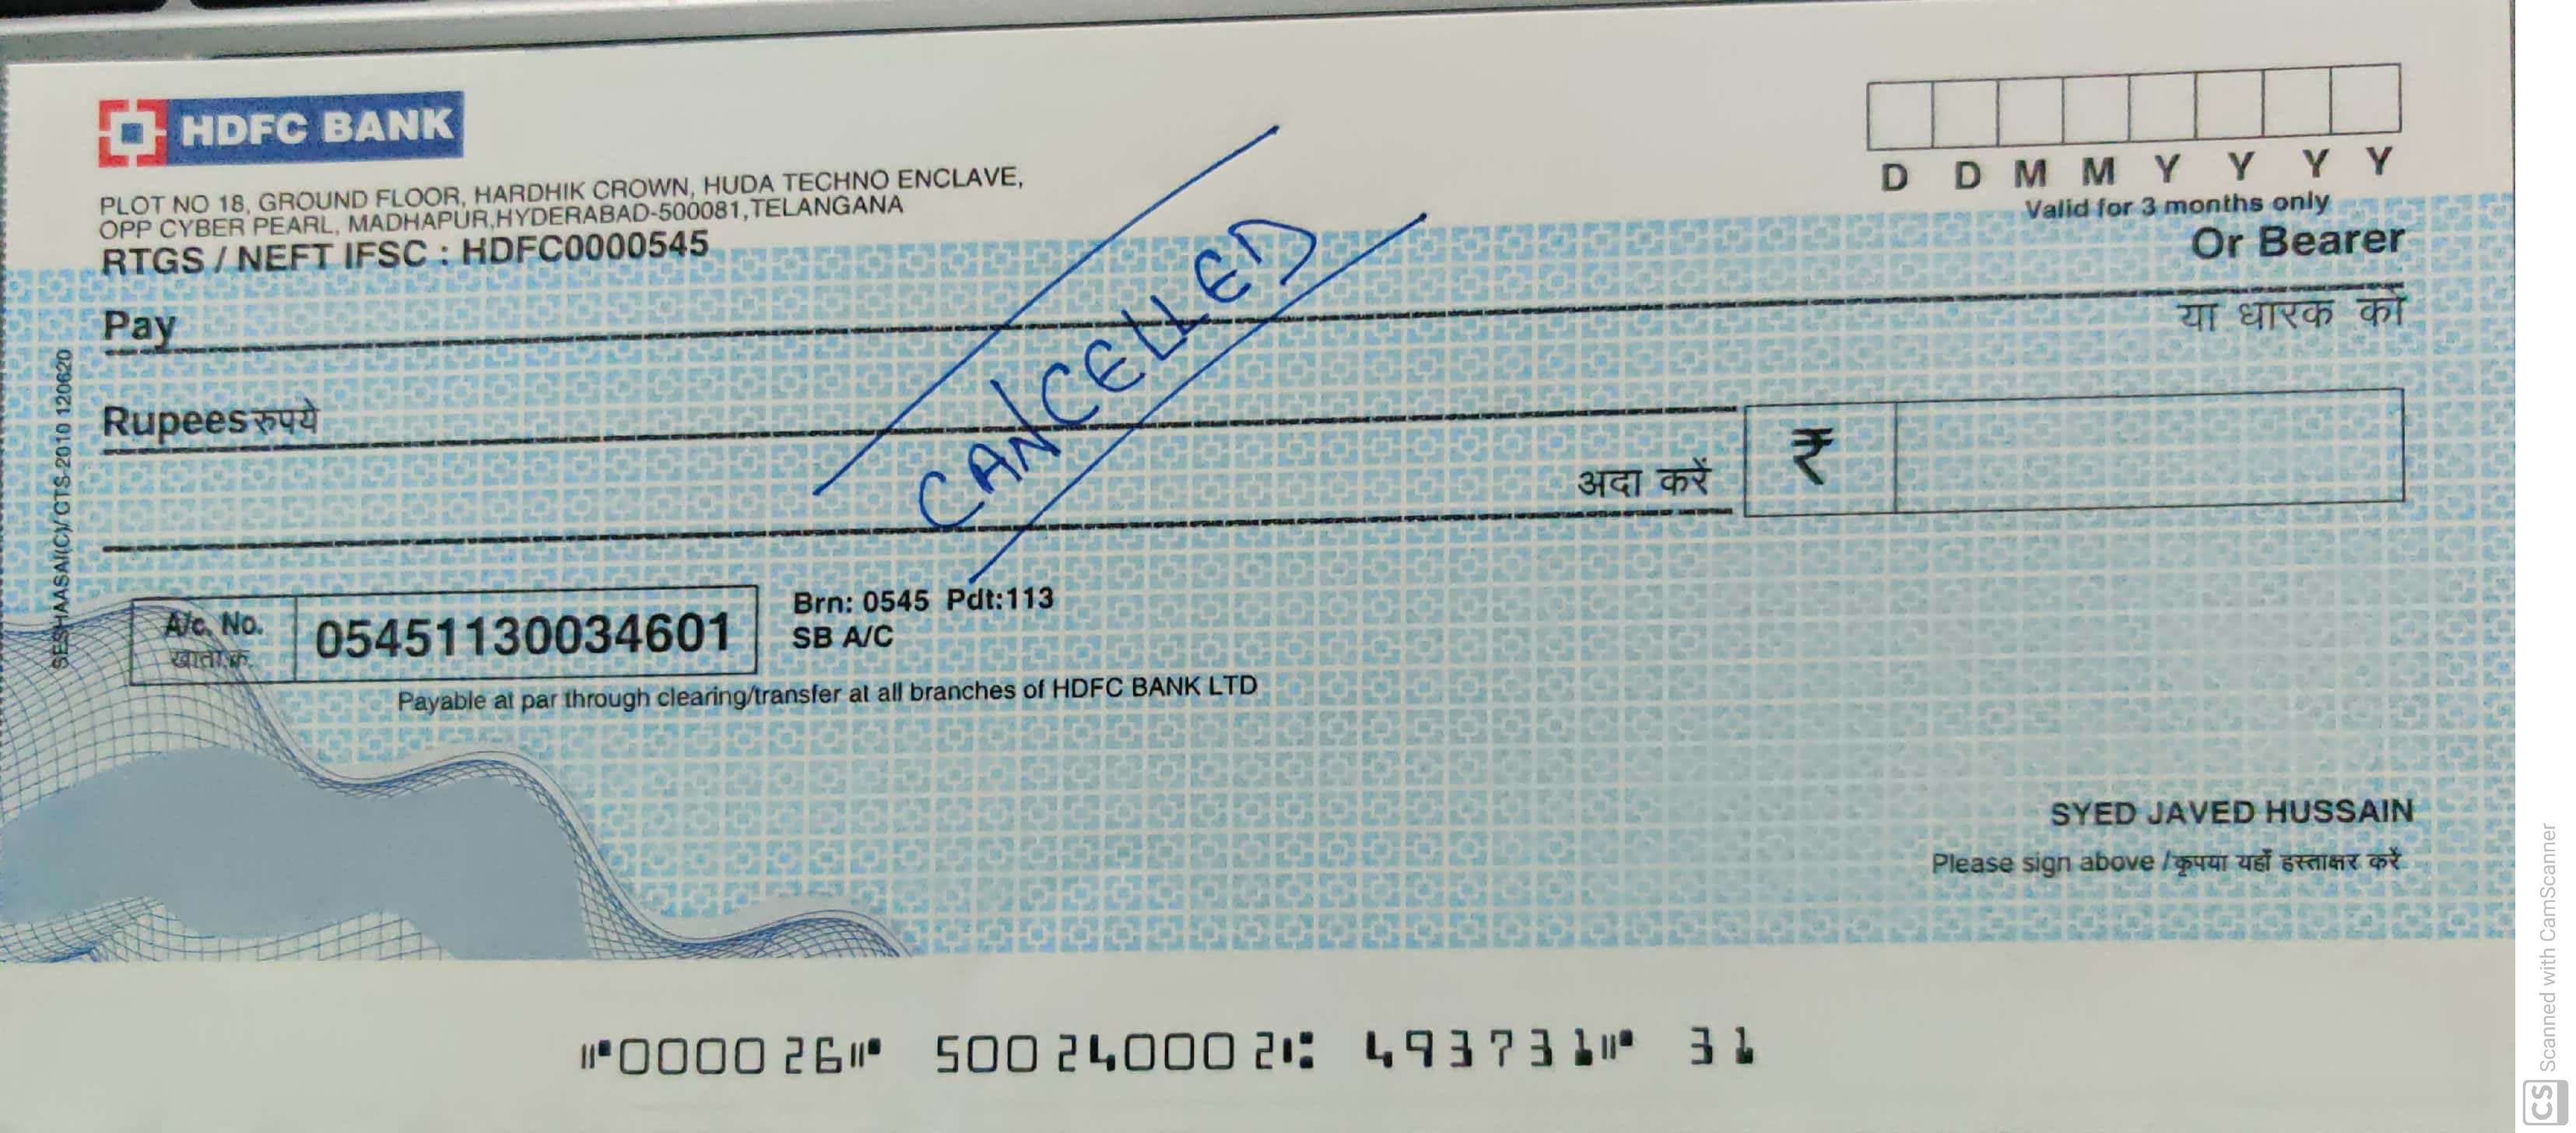 HDFC BANK
PLOT NO 18, GROUND FLOOR, HARDHIK CROWN, HUDA TECHNO ENCLAVE,
OPP CYBER PEARL, MADHAPUR,HYDERABAD-500081,TELANGANA
RTGS / NEFT IFSC : HDFC0000545
D D M M Y Y Y Y
Valid for 3 months only
Or Bearer
या धारक को
Pay
CANCELLED
Rupees रुपये
अदा करें
₹
A/c. No.
खाता क्र.
05451130034601
Brn: 0545 Pdt:113
SB A/C
Payable at par through clearing/transfer at all branches of HDFC BANK LTD
SESHAASAI(C)/ CTS-2010 120620
SYED JAVED HUSSAIN
Please sign above / कृपया यहाँ हस्ताक्षर करें
⑈000026⑈ 500240002⑆ 493731⑈ 31
CS Scanned with CamScanner